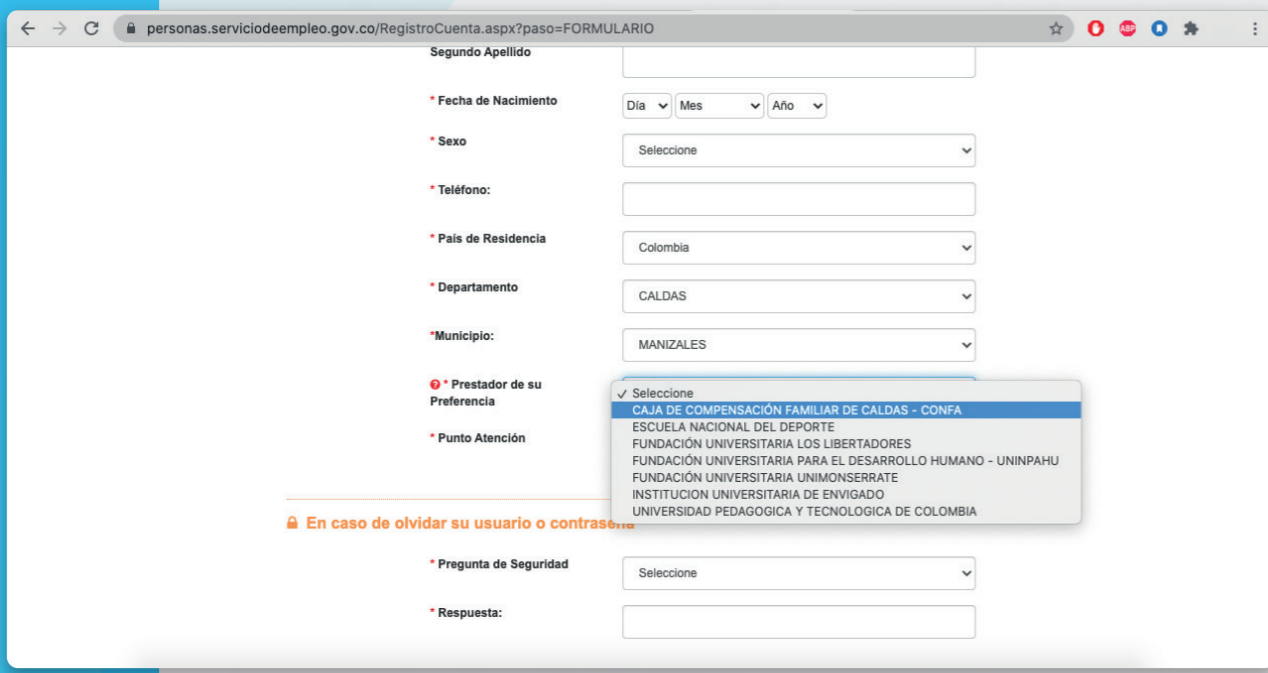 personas.serviciodeempleo.gov.co/RegistroCuenta.aspx?paso=FORMULARIO
ABP
Segundo Apellido
* Fecha de Nacimiento
Día Mes Año
* Sexo
Seleccione
* Teléfono:
* País de Residencia
Colombia
* Departamento
CALDAS
*Municipio:
MANIZALES
? * Prestador de su
Preferencia
✓ Seleccione
CAJA DE COMPENSACIÓN FAMILIAR DE CALDAS - CONFA
ESCUELA NACIONAL DEL DEPORTE
FUNDACIÓN UNIVERSITARIA LOS LIBERTADORES
FUNDACIÓN UNIVERSITARIA PARA EL DESARROLLO HUMANO - UNINPAHU
FUNDACIÓN UNIVERSITARIA UNIMONSERRATE
INSTITUCION UNIVERSITARIA DE ENVIGADO
UNIVERSIDAD PEDAGOGICA Y TECNOLOGICA DE COLOMBIA
* Punto Atención
En caso de olvidar su usuario o contraseña
* Pregunta de Seguridad
Seleccione
* Respuesta: